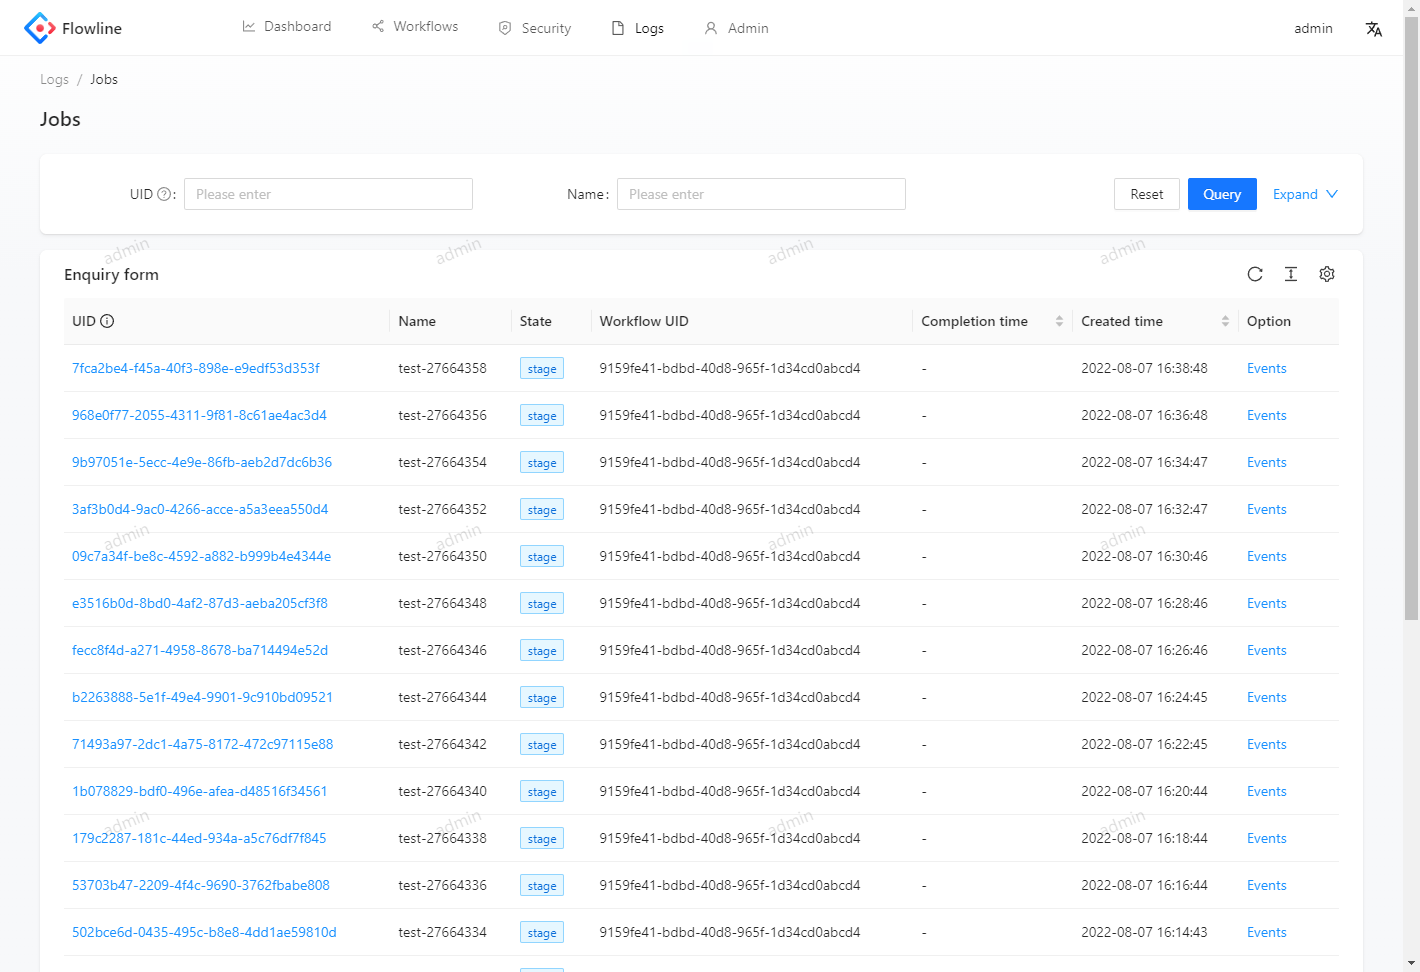 Flowline Dashboard Workflows Security Logs Admin admin
Logs / Jobs
Jobs
UID : Please enter Name : Please enter Reset Query Expand
admin admin admin admin
Enquiry form
UID Name State Workflow UID Completion time Created time Option
7fca2be4-f45a-40f3-898e-e9edf53d353f test-27664358 stage 9159fe41-bdbd-40d8-965f-1d34cd0abcd4 - 2022-08-07 16:38:48 Events
968e0f77-2055-4311-9f81-8c61ae4ac3d4 test-27664356 stage 9159fe41-bdbd-40d8-965f-1d34cd0abcd4 - 2022-08-07 16:36:48 Events
9b97051e-5ecc-4e9e-86fb-aeb2d7dc6b36 test-27664354 stage 9159fe41-bdbd-40d8-965f-1d34cd0abcd4 - 2022-08-07 16:34:47 Events
3af3b0d4-9ac0-4266-acce-a5a3eea550d4 test-27664352 stage 9159fe41-bdbd-40d8-965f-1d34cd0abcd4 - 2022-08-07 16:32:47 Events
admin admin admin admin
09c7a34f-be8c-4592-a882-b999b4e4344e test-27664350 stage 9159fe41-bdbd-40d8-965f-1d34cd0abcd4 - 2022-08-07 16:30:46 Events
e3516b0d-8bd0-4af2-87d3-aeba205cf3f8 test-27664348 stage 9159fe41-bdbd-40d8-965f-1d34cd0abcd4 - 2022-08-07 16:28:46 Events
fecc8f4d-a271-4958-8678-ba714494e52d test-27664346 stage 9159fe41-bdbd-40d8-965f-1d34cd0abcd4 - 2022-08-07 16:26:46 Events
b2263888-5e1f-49e4-9901-9c910bd09521 test-27664344 stage 9159fe41-bdbd-40d8-965f-1d34cd0abcd4 - 2022-08-07 16:24:45 Events
71493a97-2dc1-4a75-8172-472c97115e88 test-27664342 stage 9159fe41-bdbd-40d8-965f-1d34cd0abcd4 - 2022-08-07 16:22:45 Events
1b078829-bdf0-496e-afea-d48516f34561 test-27664340 stage 9159fe41-bdbd-40d8-965f-1d34cd0abcd4 - 2022-08-07 16:20:44 Events
admin admin admin admin
179c2287-181c-44ed-934a-a5c76df7f845 test-27664338 stage 9159fe41-bdbd-40d8-965f-1d34cd0abcd4 - 2022-08-07 16:18:44 Events
53703b47-2209-4f4c-9690-3762fbabe808 test-27664336 stage 9159fe41-bdbd-40d8-965f-1d34cd0abcd4 - 2022-08-07 16:16:44 Events
502bce6d-0435-495c-b8e8-4dd1ae59810d test-27664334 stage 9159fe41-bdbd-40d8-965f-1d34cd0abcd4 - 2022-08-07 16:14:43 Events